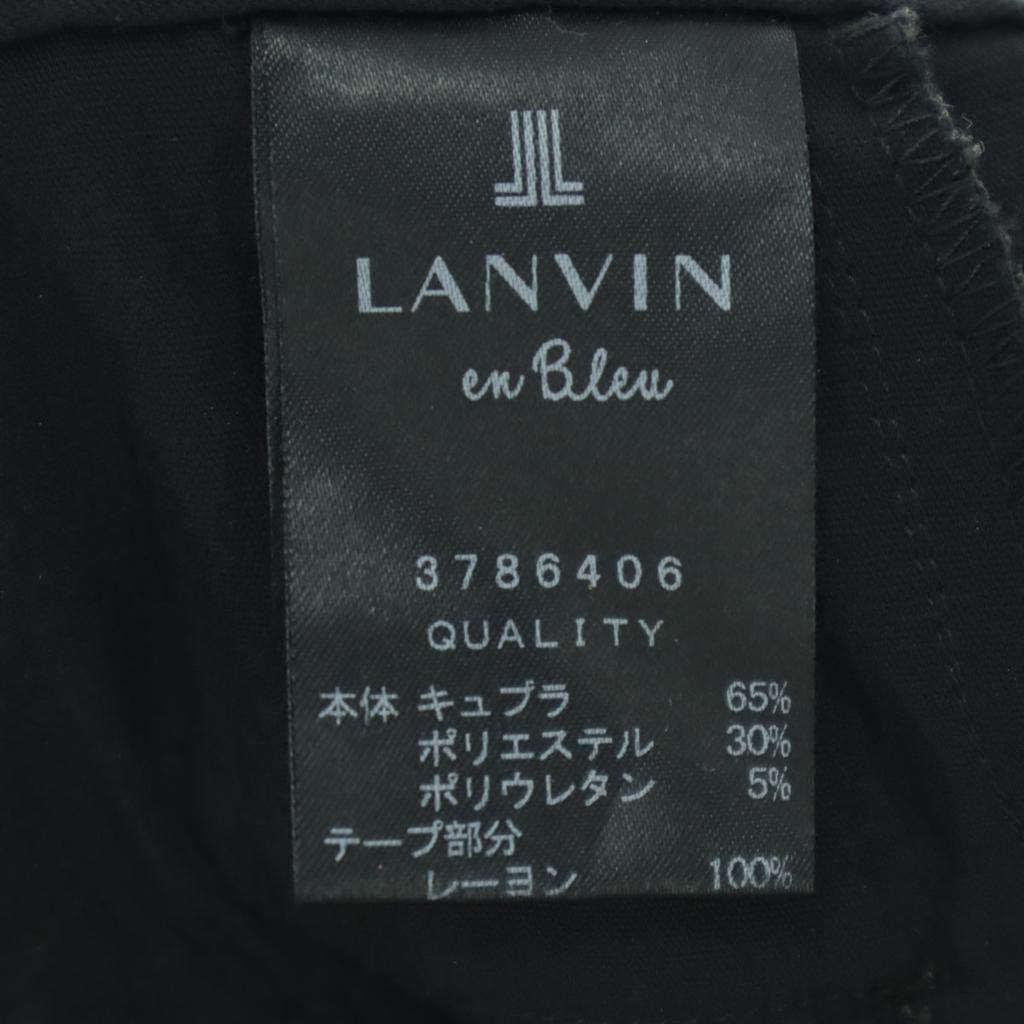 LANVIN
en Bleu
3786406
QUALITY
本体 キュプラ 65%
ポリエステル 30%
ポリウレタン 5%
テープ部分
レーヨン 100%